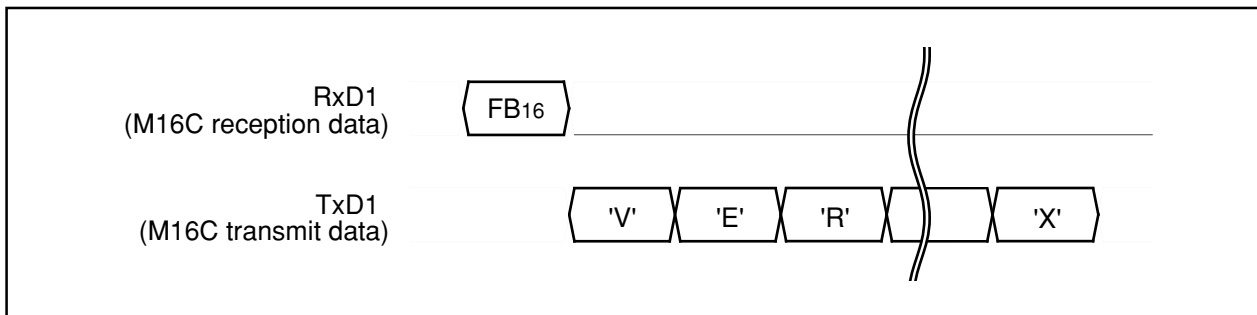 RxD1
(M16C reception data)
FB16
TxD1
(M16C transmit data)
'V' 'E' 'R' 'X'